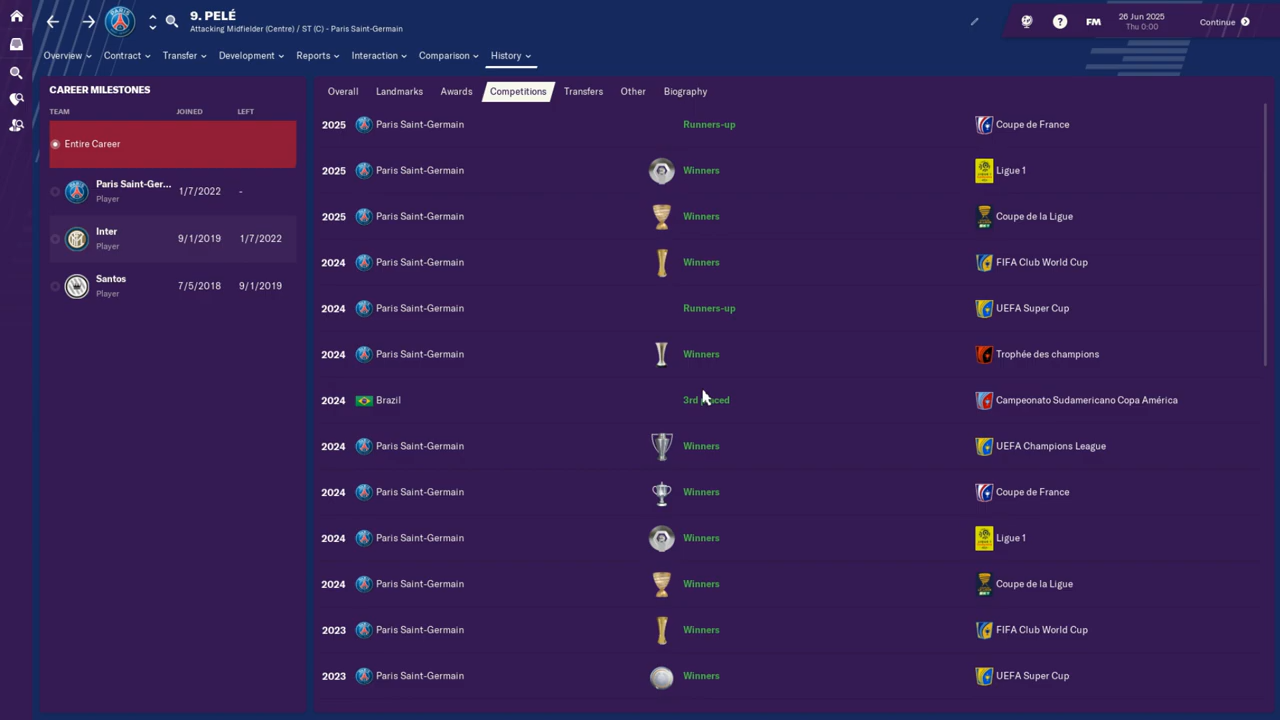 9. PELÉ
Attacking Midfielder (Centre) / ST (C) - Paris Saint-Germain
26 Jun 2025
Thu 0:00
FM
Continue
Overview
Contract
Transfer
Development
Reports
Interaction
Comparison
History
CAREER MILESTONES
TEAM JOINED LEFT
Entire Career
Paris Saint-Ger... 1/7/2022 -
Player
Inter 9/1/2019 1/7/2022
Player
Santos 7/5/2018 9/1/2019
Player
Overall Landmarks Awards Competitions Transfers Other Biography
2025 Paris Saint-Germain Runners-up Coupe de France
2025 Paris Saint-Germain Winners Ligue 1
2025 Paris Saint-Germain Winners Coupe de la Ligue
2024 Paris Saint-Germain Winners FIFA Club World Cup
2024 Paris Saint-Germain Runners-up UEFA Super Cup
2024 Paris Saint-Germain Winners Trophée des champions
2024 Brazil 3rd Campeonato Sudamericano Copa América
2024 Paris Saint-Germain Winners UEFA Champions League
2024 Paris Saint-Germain Winners Coupe de France
2024 Paris Saint-Germain Winners Ligue 1
2024 Paris Saint-Germain Winners Coupe de la Ligue
2023 Paris Saint-Germain Winners FIFA Club World Cup
2023 Paris Saint-Germain Winners UEFA Super Cup